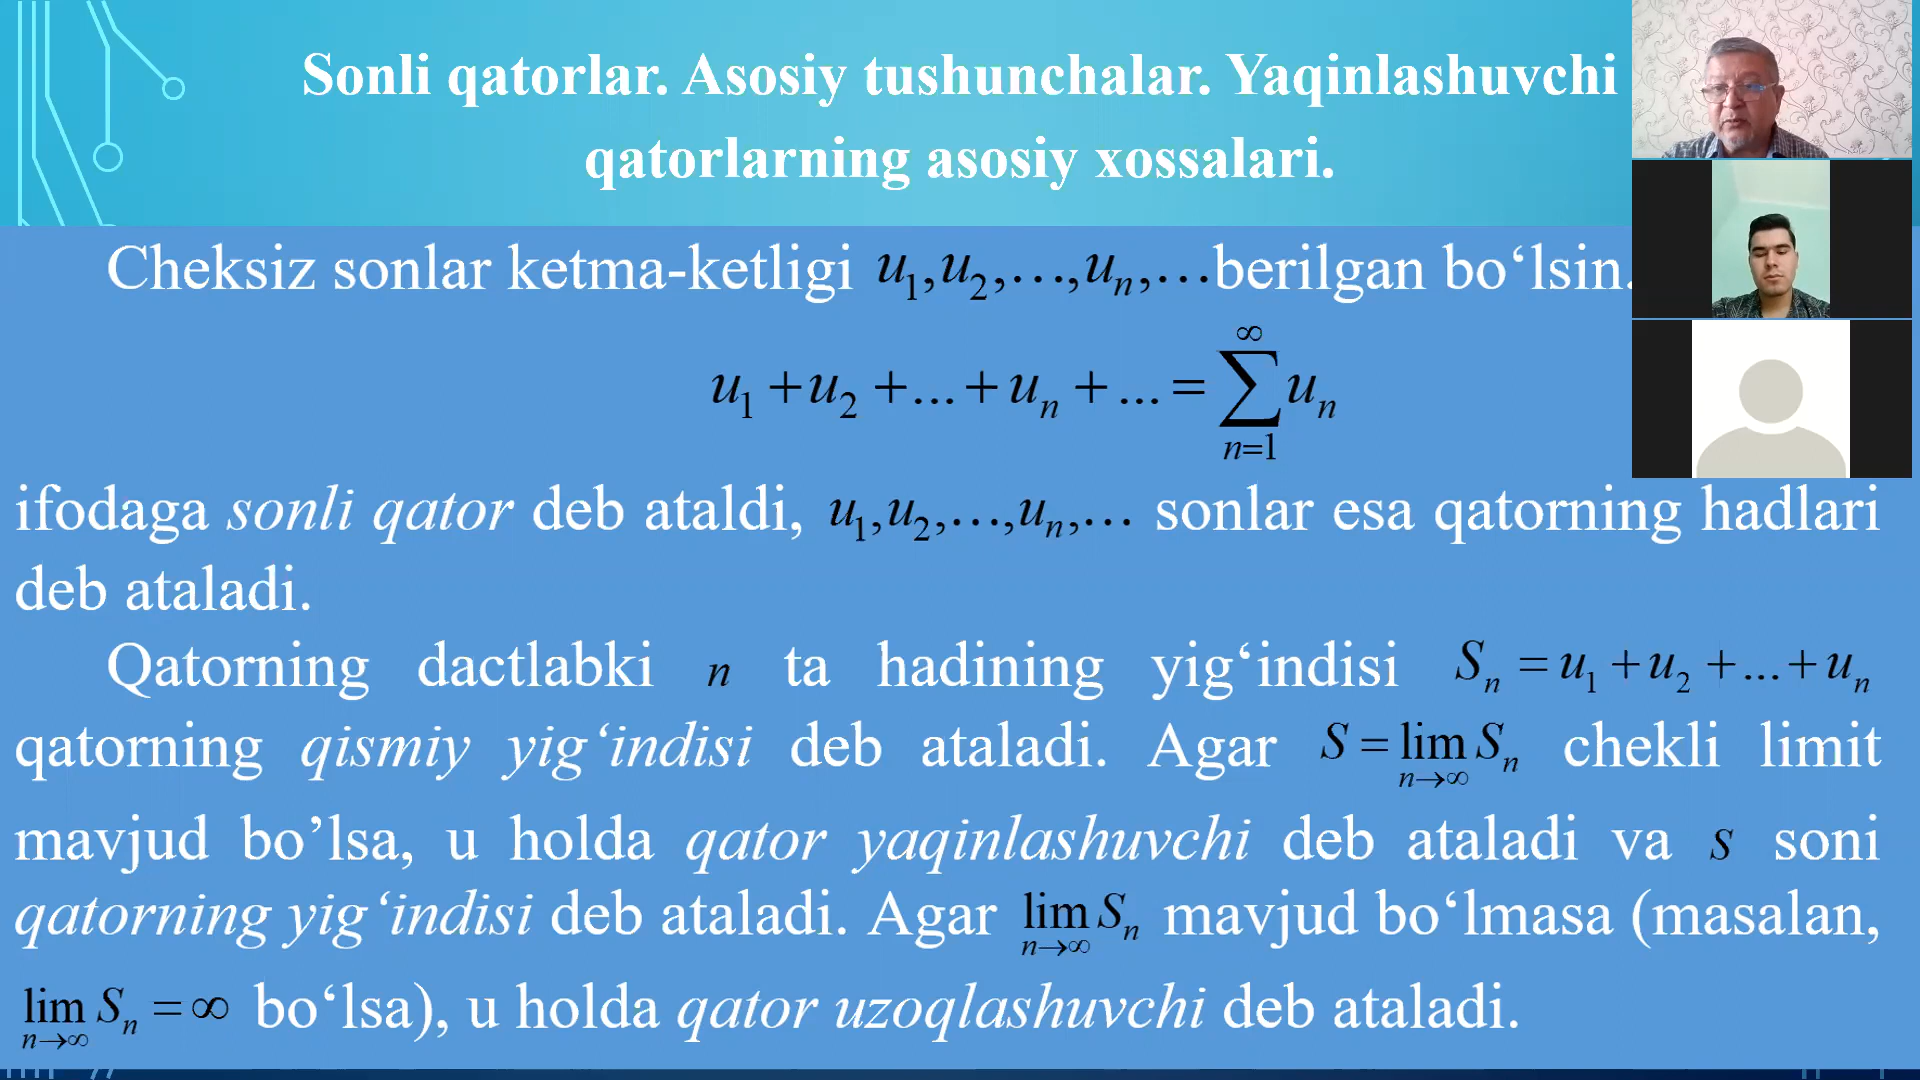 Sonli qatorlar. Asosiy tushunchalar. Yaqinlashuvchi
qatorlarning asosiy xossalari.
Cheksiz sonlar ketma-ketligi u₁,u₂,…,uₙ,…berilgan bo‘lsin.
u₁ +u₂ +...+uₙ +...= ∑_{n=1}^{∞} uₙ
ifodaga sonli qator deb ataldi, u₁,u₂,…,uₙ,… sonlar esa qatorning hadlari
deb ataladi.
Qatorning dactlabki n ta hadining yig‘indisi Sₙ =u₁+u₂+...+uₙ
qatorning qismiy yig‘indisi deb ataladi. Agar S = lim_{n→∞} Sₙ chekli limit
mavjud bo’lsa, u holda qator yaqinlashuvchi deb ataladi va S soni
qatorning yig‘indisi deb ataladi. Agar lim_{n→∞} Sₙ mavjud bo‘lmasa (masalan,
lim_{n→∞} Sₙ = ∞ bo‘lsa), u holda qator uzoqlashuvchi deb ataladi.